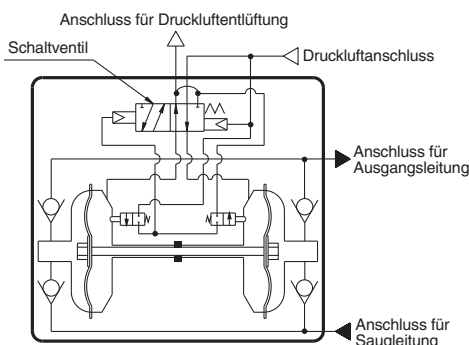 Anschluss für Druckluftentlüftung
Schaltventil
Druckluftanschluss
Anschluss für
Ausgangsleitung
Anschluss für
Saugleitung